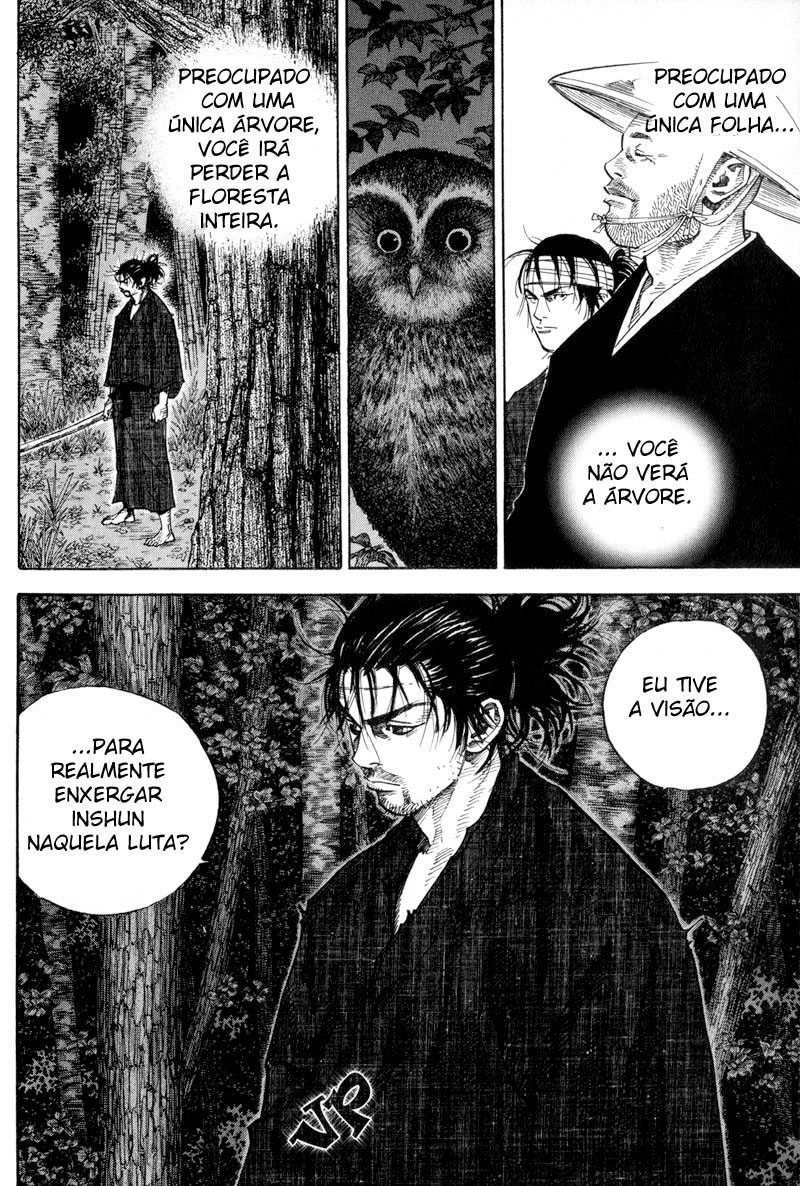 PREOCUPADO
COM UMA
ÚNICA FOLHA...
... VOCÊ
NÃO VERÁ
A ÁRVORE.
PREOCUPADO
COM UMA
ÚNICA ÁRVORE,
VOCÊ IRÁ
PERDER A
FLORESTA
INTEIRA.
EU TIVE
A VISÃO...
...PARA
REALMENTE
ENXERGAR
INSHUN
NAQUELA LUTA?
VP